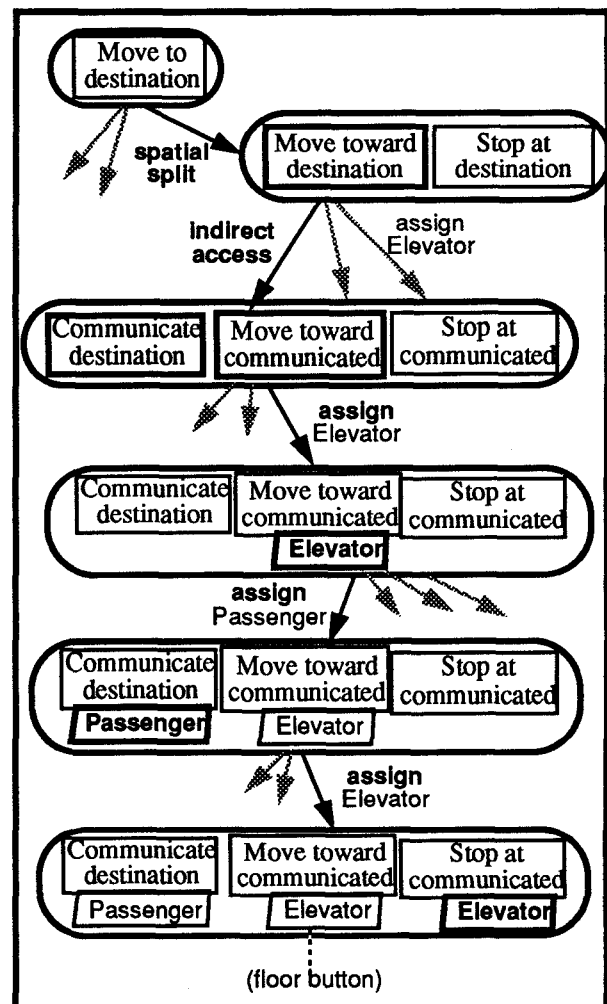 Move to
destination
spatial
split
Move toward
destination
Stop at
destination
indirect
access
assign
Elevator
Communicate
destination
Move toward
communicated
Stop at
communicated
assign
Elevator
Communicate
destination
Move toward
communicated
Elevator
Stop at
communicated
assign
Passenger
Communicate
destination
Passenger
Move toward
communicated
Elevator
Stop at
communicated
assign
Elevator
Communicate
destination
Passenger
Move toward
communicated
Elevator
Stop at
communicated
Elevator
(floor button)